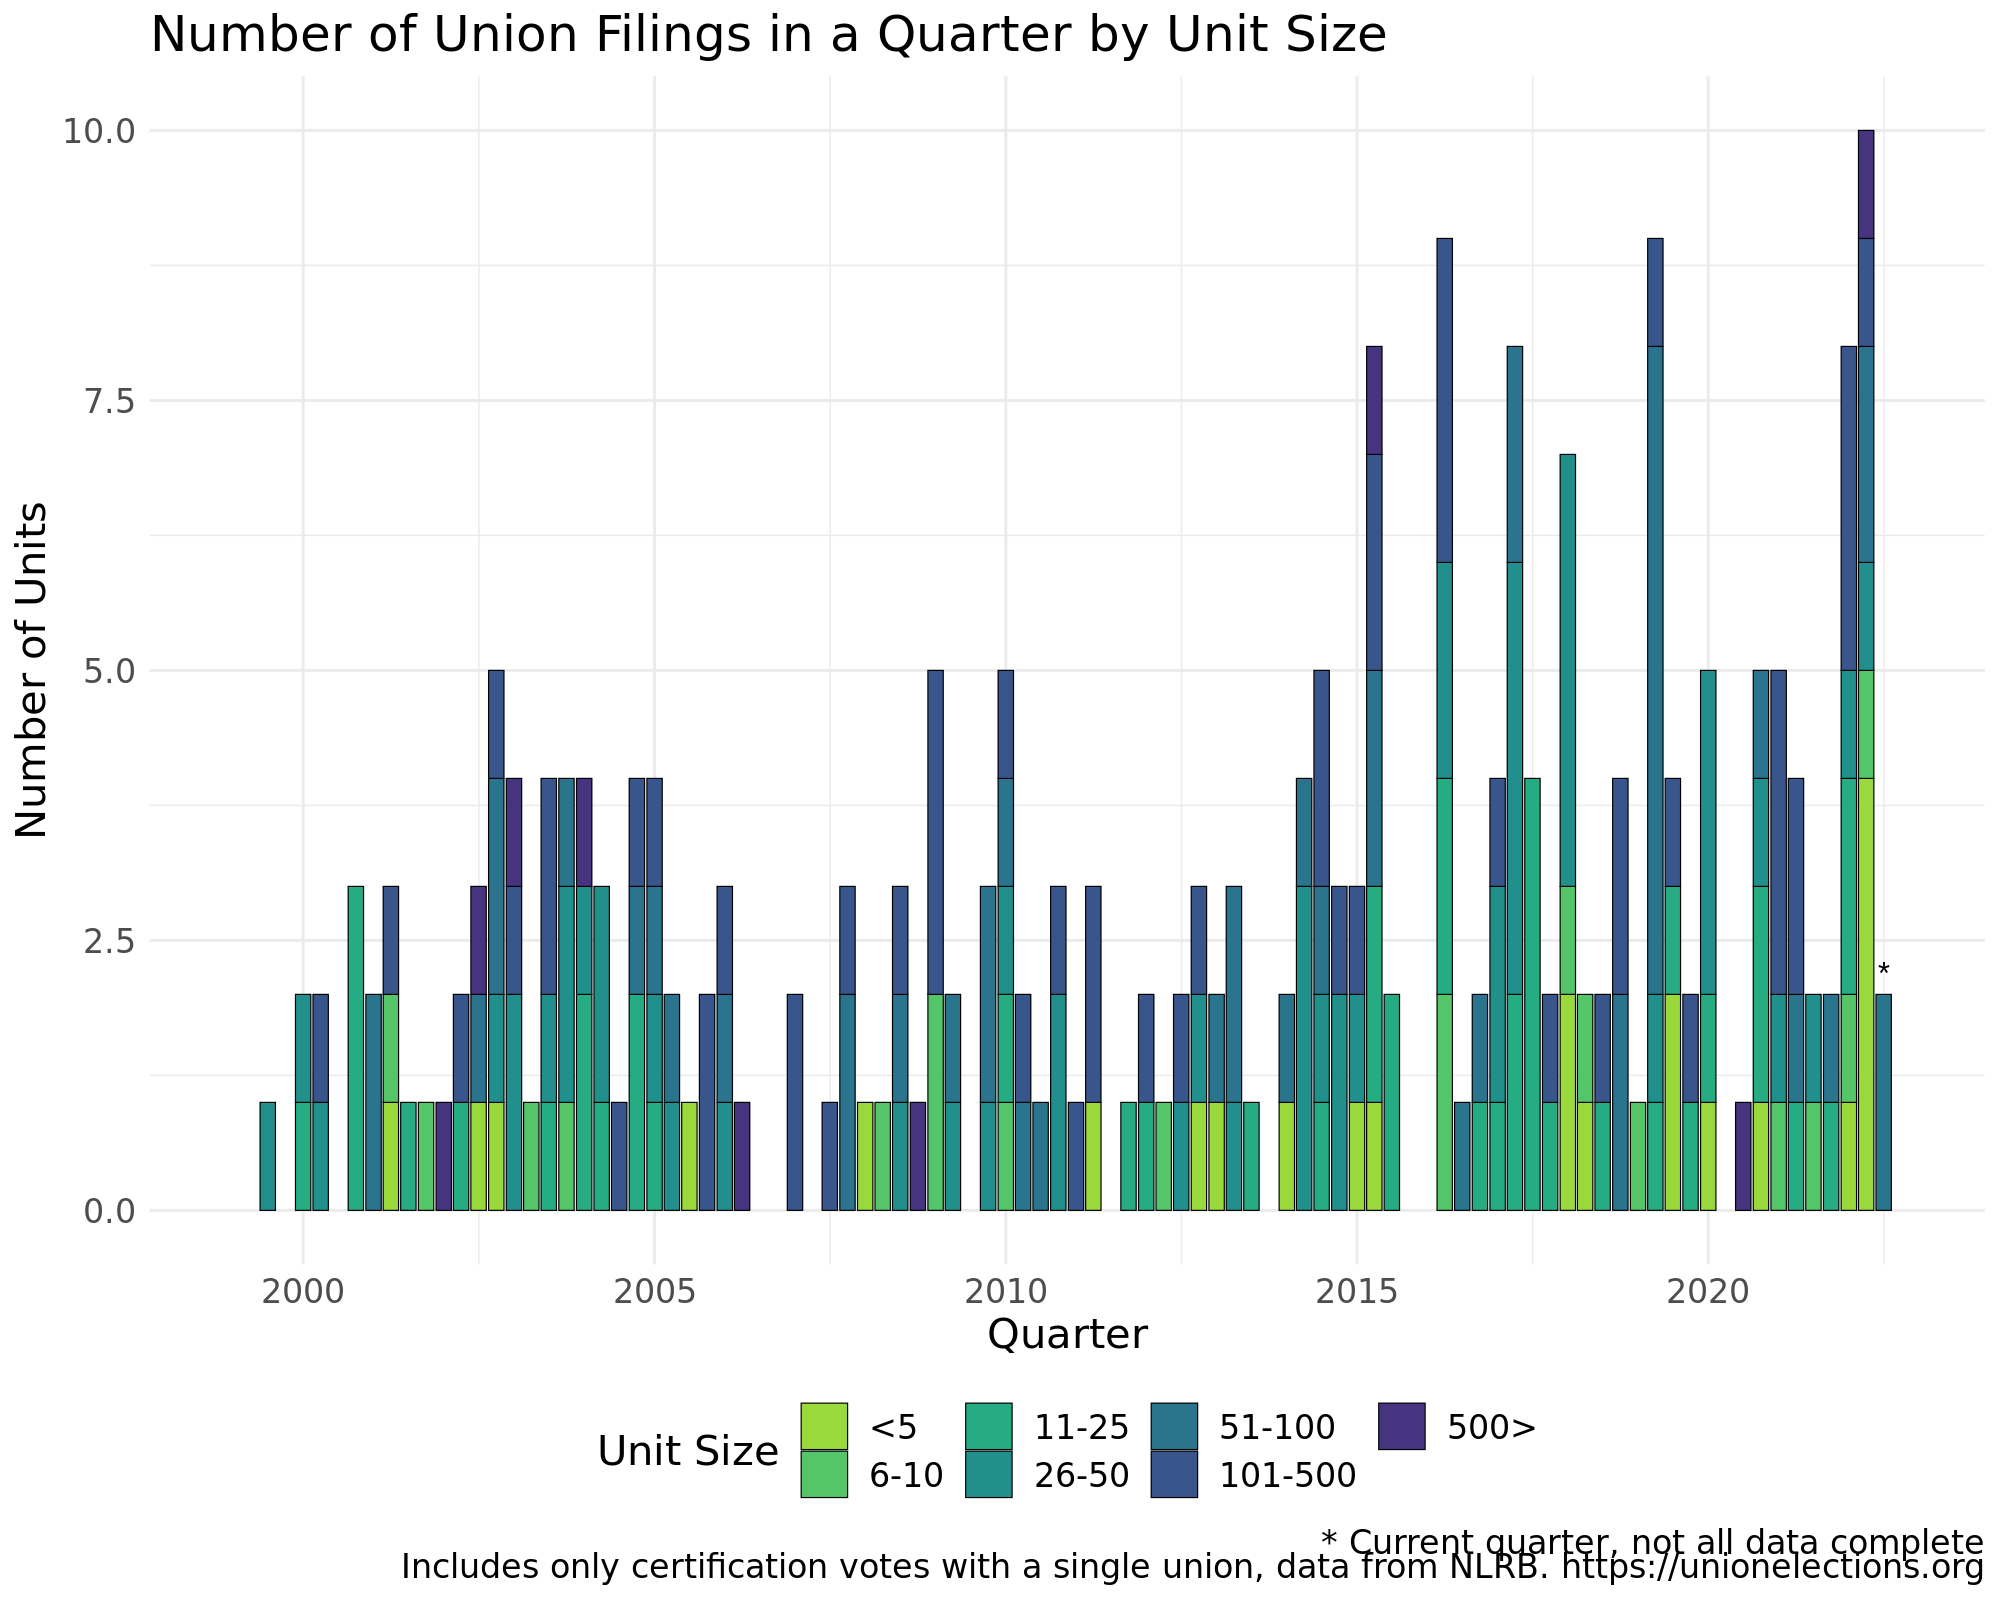 Number of Union Filings in a Quarter by Unit Size
10.0
7.5
5.0
2.5
0.0
Number of Units
*
2000 2005 2010 2015 2020
Quarter
Unit Size
<5 11-25 51-100 500>
6-10 26-50 101-500
* Current quarter, not all data complete
Includes only certification votes with a single union, data from NLRB. https://unionelections.org